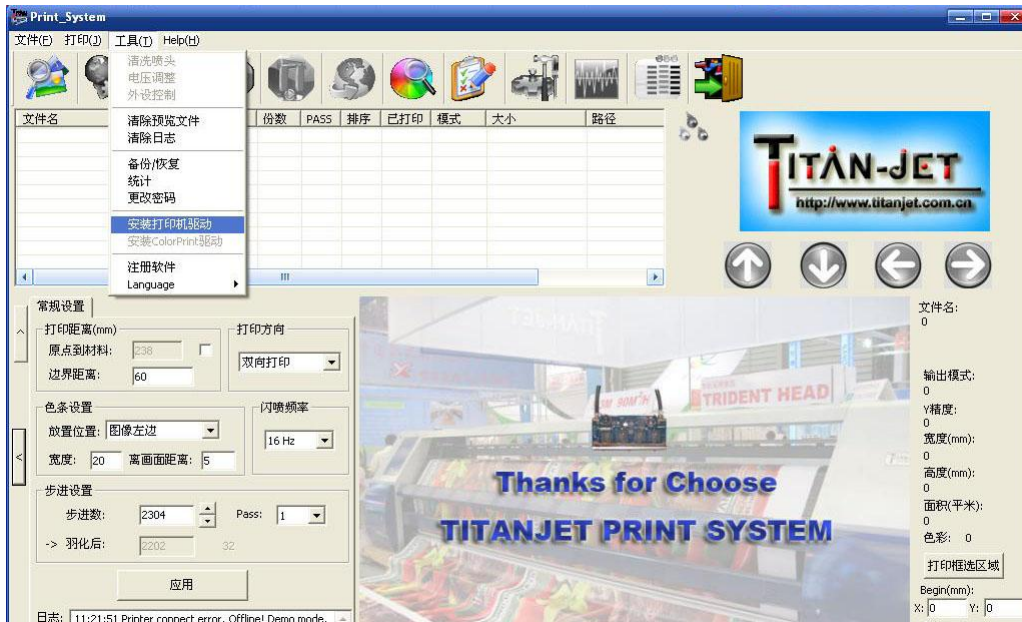 Print_System
文件(F) 打印(J) 工具(T) Help(H)
清洗喷头
电压调整
外设控制
清除预览文件
清除日志
备份/恢复
统计
更改密码
安装打印机驱动
安装ColorPrint驱动
注册软件
Language
文件名 份数 PASS 排序 已打印 模式 大小 路径
TITAN-JET
http://www.titanjet.com.cn
常规设置
打印距离(mm)
原点到材料: 238
边界距离: 60
打印方向
双向打印
色条设置
放置位置: 图像左边
宽度: 20 离画面距离: 5
闪喷频率
16 Hz
步进设置
步进数: 2304 Pass: 1
-> 羽化后: 2202 32
应用
日志: 11:21:51 Printer connect error, Offline! Demo mode.
TRIDENT HEAD
Thanks for Choose
TITANJET PRINT SYSTEM
文件名:
0
输出模式:
0
Y精度:
0
宽度(mm):
0
高度(mm):
0
面积(平米):
0
色彩: 0
打印框选区域
Begin(mm):
X: 0 Y: 0